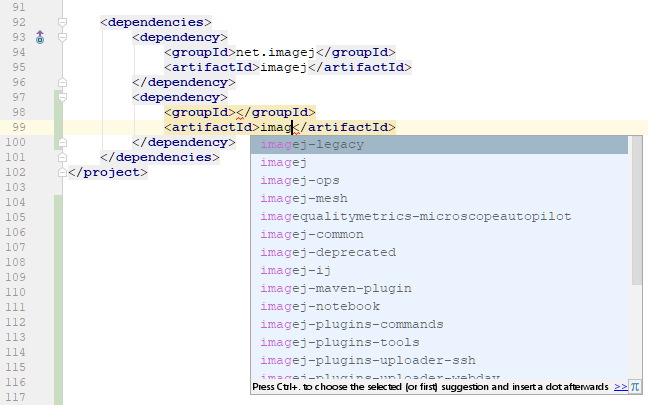 91
92 <dependencies>
93 <dependency>
94 <groupId>net.imagej</groupId>
95 <artifactId>imagej</artifactId>
96 </dependency>
97 <dependency>
98 <groupId></groupId>
99 <artifactId>imag</artifactId>
100 </dependency>
imagej-legacy
101 </dependencies>
imagej
102 </project>
imagej-ops
103
imagej-mesh
104
imagequalitymetrics-microscopeautopilot
105
imagej-common
106
imagej-deprecated
107
108
imagej-ij
109
imagej-maven-plugin
110
imagej-notebook
111
imagej-plugins-commands
112
imagej-plugins-tools
113
114
imagej-plugins-uploader-ssh
115
imagej-plugins-uploader-webdav
116
Press Ctrl+. to choose the selected (or first) suggestion and insert a dot afterwards >> π
117